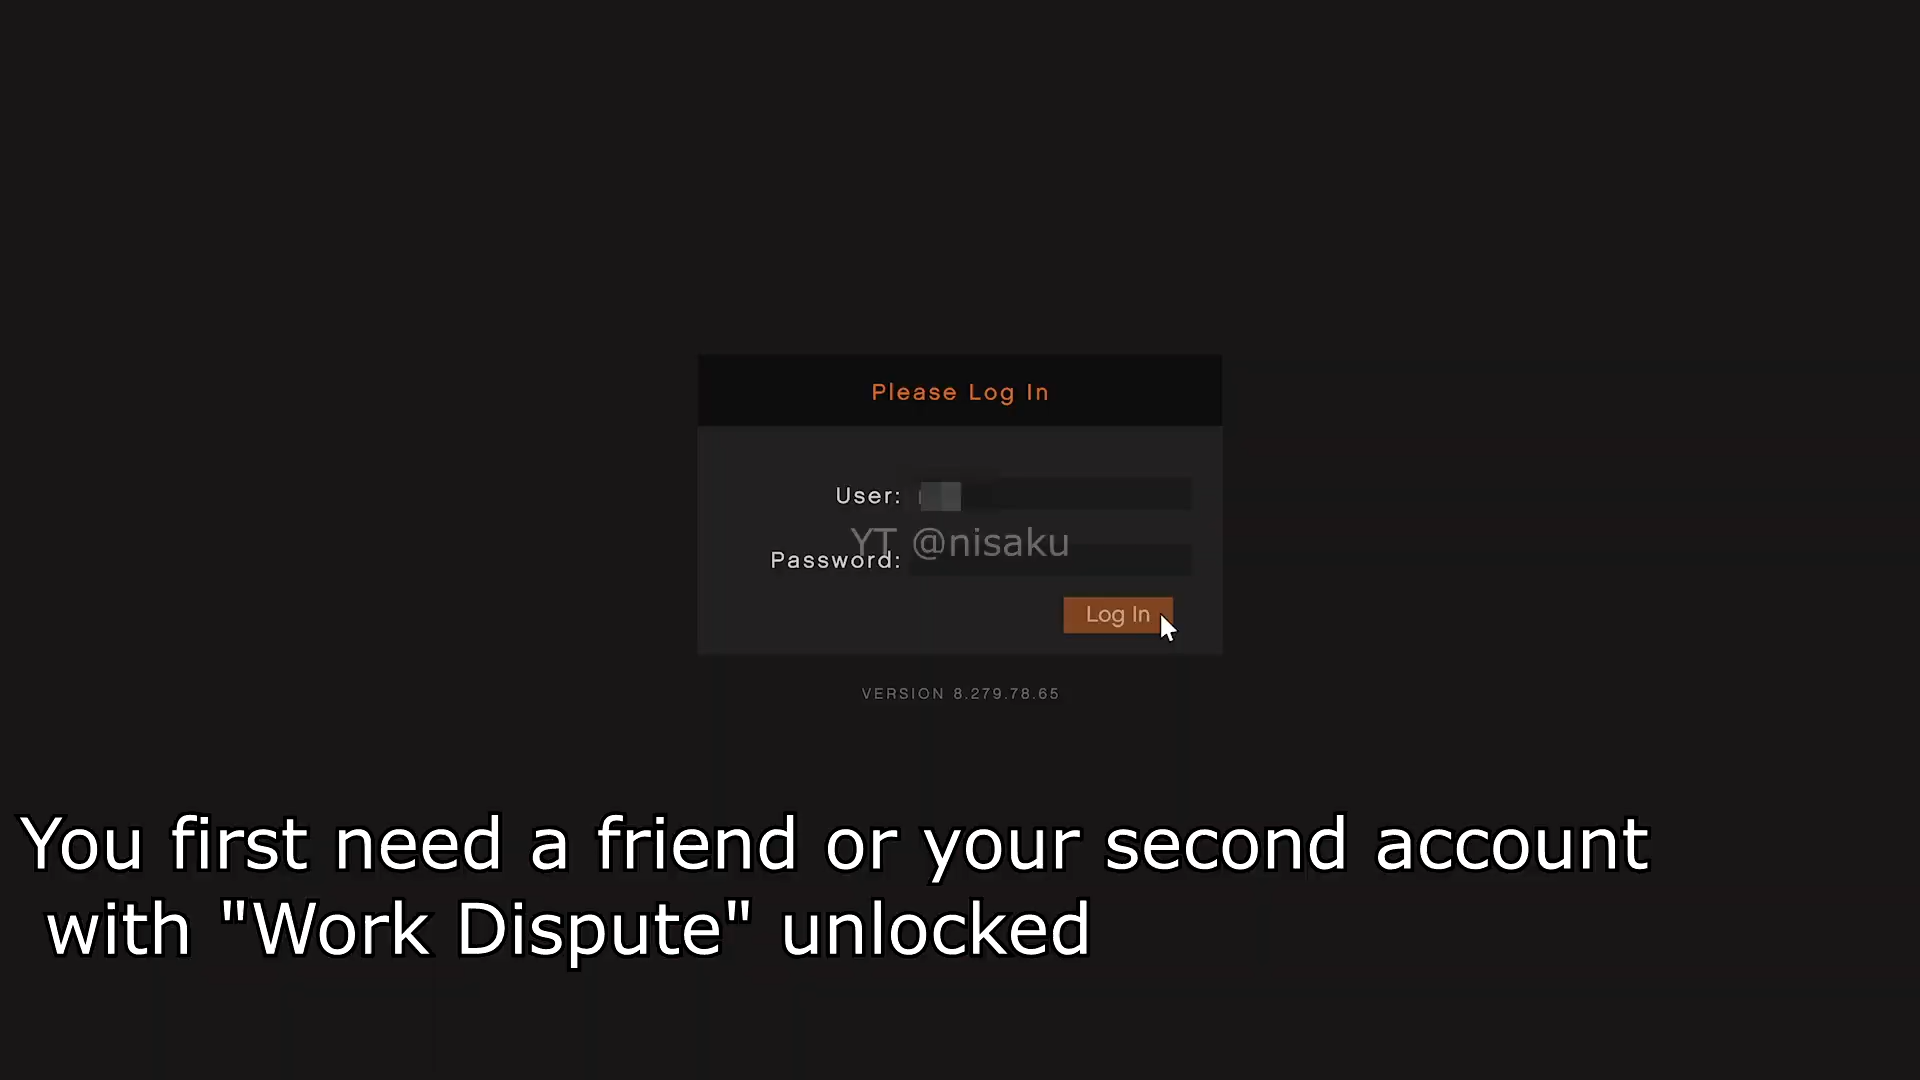 Please Log In
User:
YT @nisaku
Password:
Log In
VERSION 8.279.78.65
You first need a friend or your second account
with "Work Dispute" unlocked